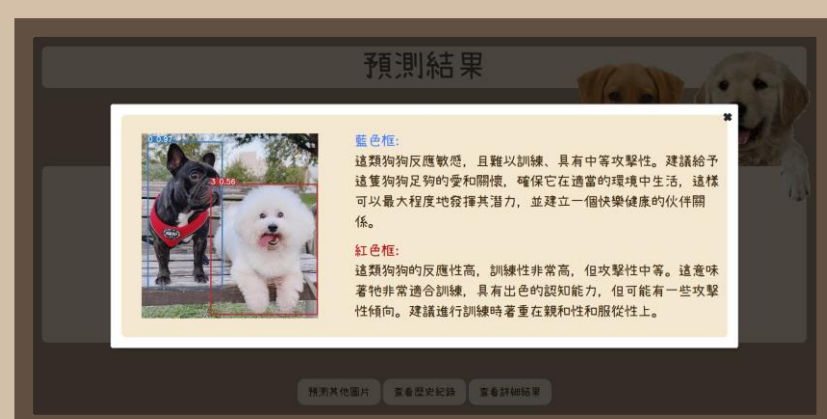 預測結果
✖
0 0.97
3 0.56
藍色框:
這類狗狗反應敏感，且難以訓練、具有中等攻擊性。建議給予
這隻狗狗足夠的愛和關懷，確保它在適當的環境中生活，這樣
可以最大程度地發揮其潛力，並建立一個快樂健康的伙伴關
係。
紅色框:
這類狗狗的反應性高，訓練性非常高，但攻擊性中等。這意味
著牠非常適合訓練，具有出色的認知能力，但可能有一些攻擊
性傾向。建議進行訓練時著重在親和性和服從性上。
預測其他圖片 查看歷史紀錄 查看詳細結果